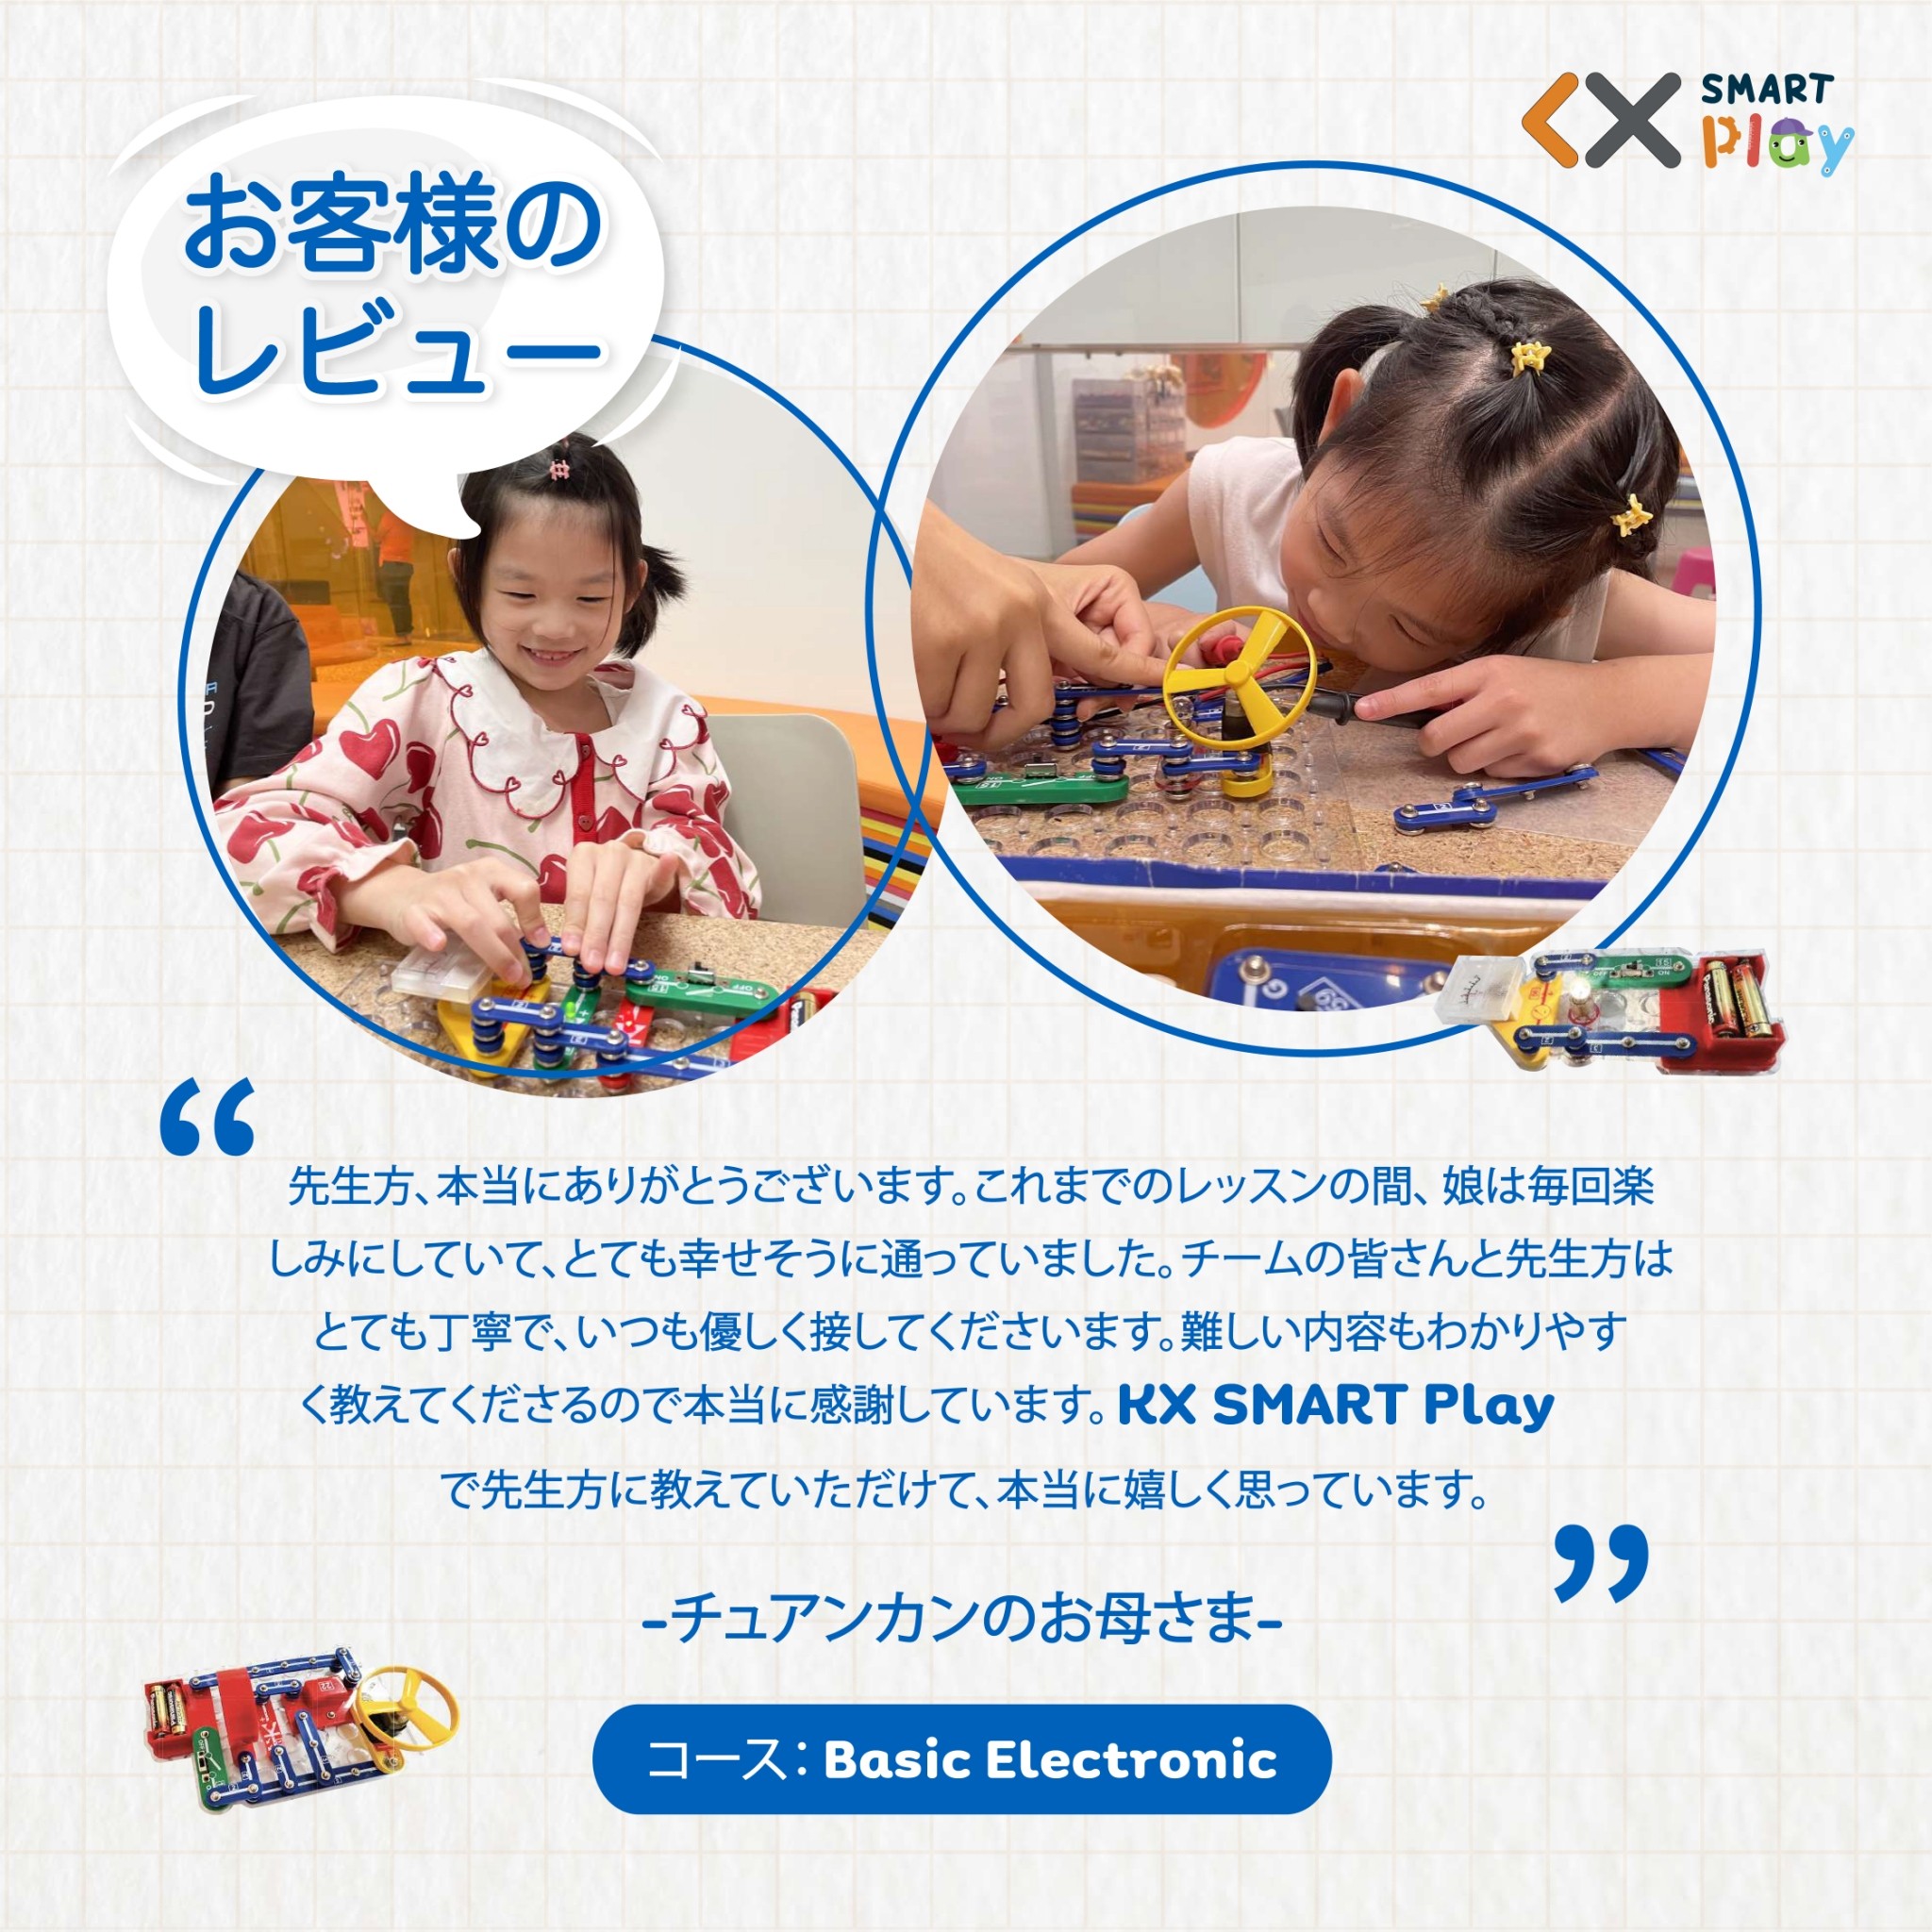 KX SMART
Play
お客様の
レビュー
先生方、本当にありがとうございます。これまでのレッスンの間、娘は毎回楽
しみにしていて、とても幸せそうに通っていました。チームの皆さんと先生方は
とても丁寧で、いつも優しく接してくださいます。難しい内容もわかりやす
く教えてくださるので本当に感謝しています。KX SMART Play
で先生方に教えていただけて、本当に嬉しく思っています。
-チュアンカンのお母さま-
コース: Basic Electronic